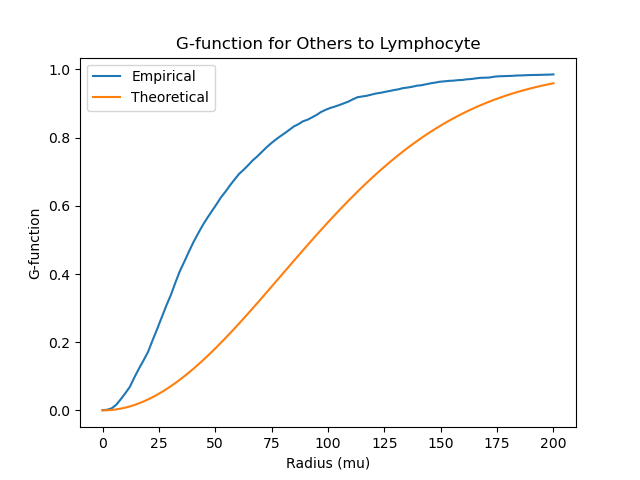 G-function for Others to Lymphocyte
Empirical
Theoretical
1.0
0.8
0.6
0.4
0.2
0.0
G-function
0 25 50 75 100 125 150 175 200
Radius (mu)